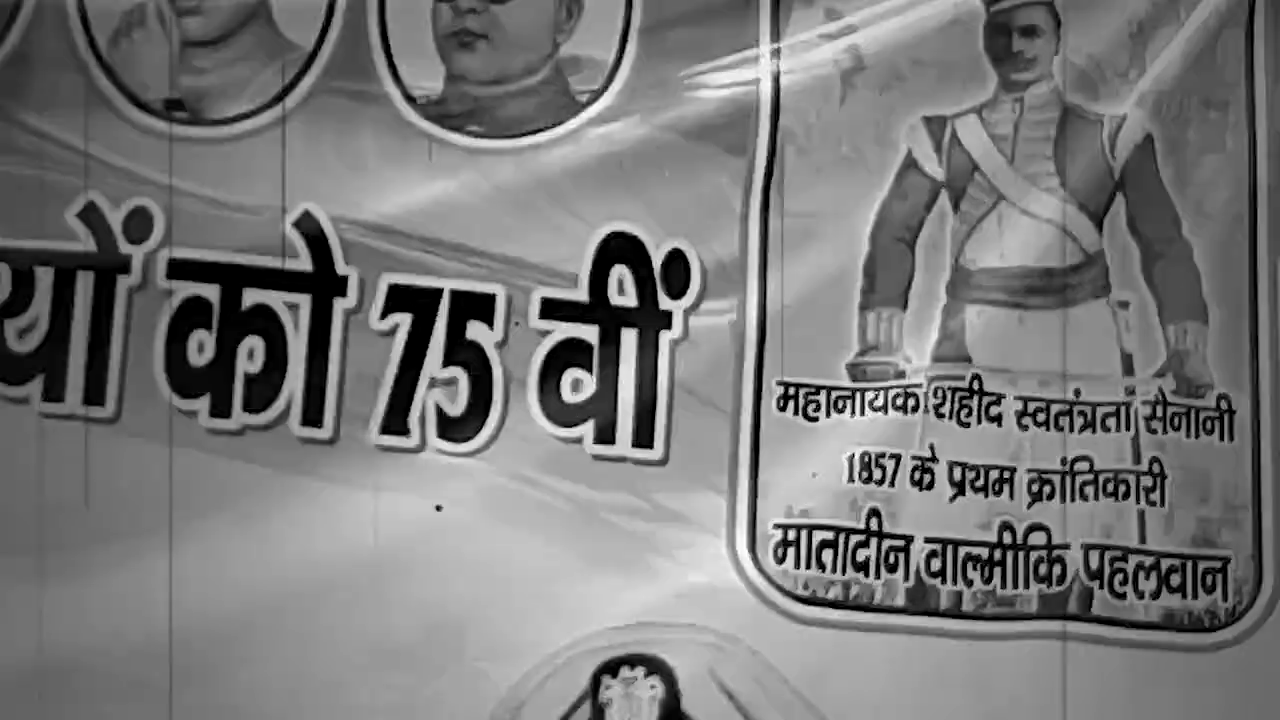 को 75 वीं
महानायक शहीद स्वतंत्रता सेनानी
1857 के प्रथम क्रांतिकारी
मातादीन वाल्मीकि पहलवान